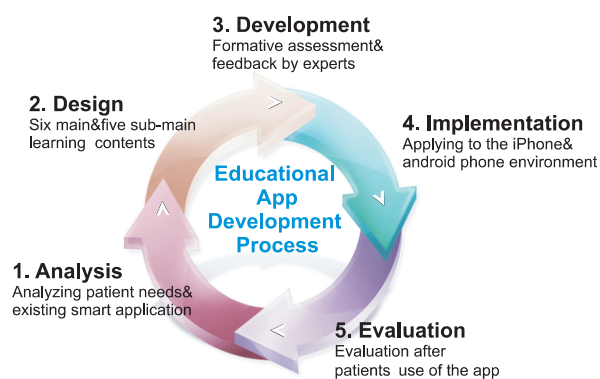 3. Development
Formative assessment&
feedback by experts
2. Design
Six main&five sub-main
learning contents
4. Implementation
Applying to the iPhone&
android phone environment
Educational
App
Development
Process
1. Analysis
Analyzing patient needs&
existing smart application
5. Evaluation
Evaluation after
patients use of the app